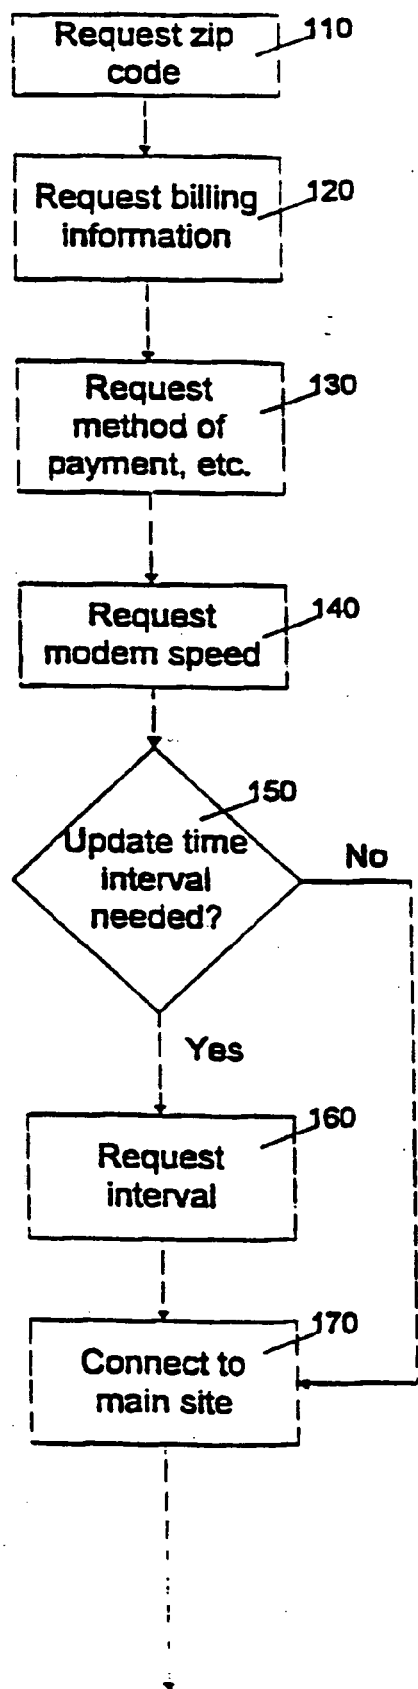 Request zip
code
110
Request billing
information
120
Request
method of
payment, etc.
130
Request
modem speed
140
150
Update time
interval
needed?
No
Yes
160
Request
interval
170
Connect to
main site